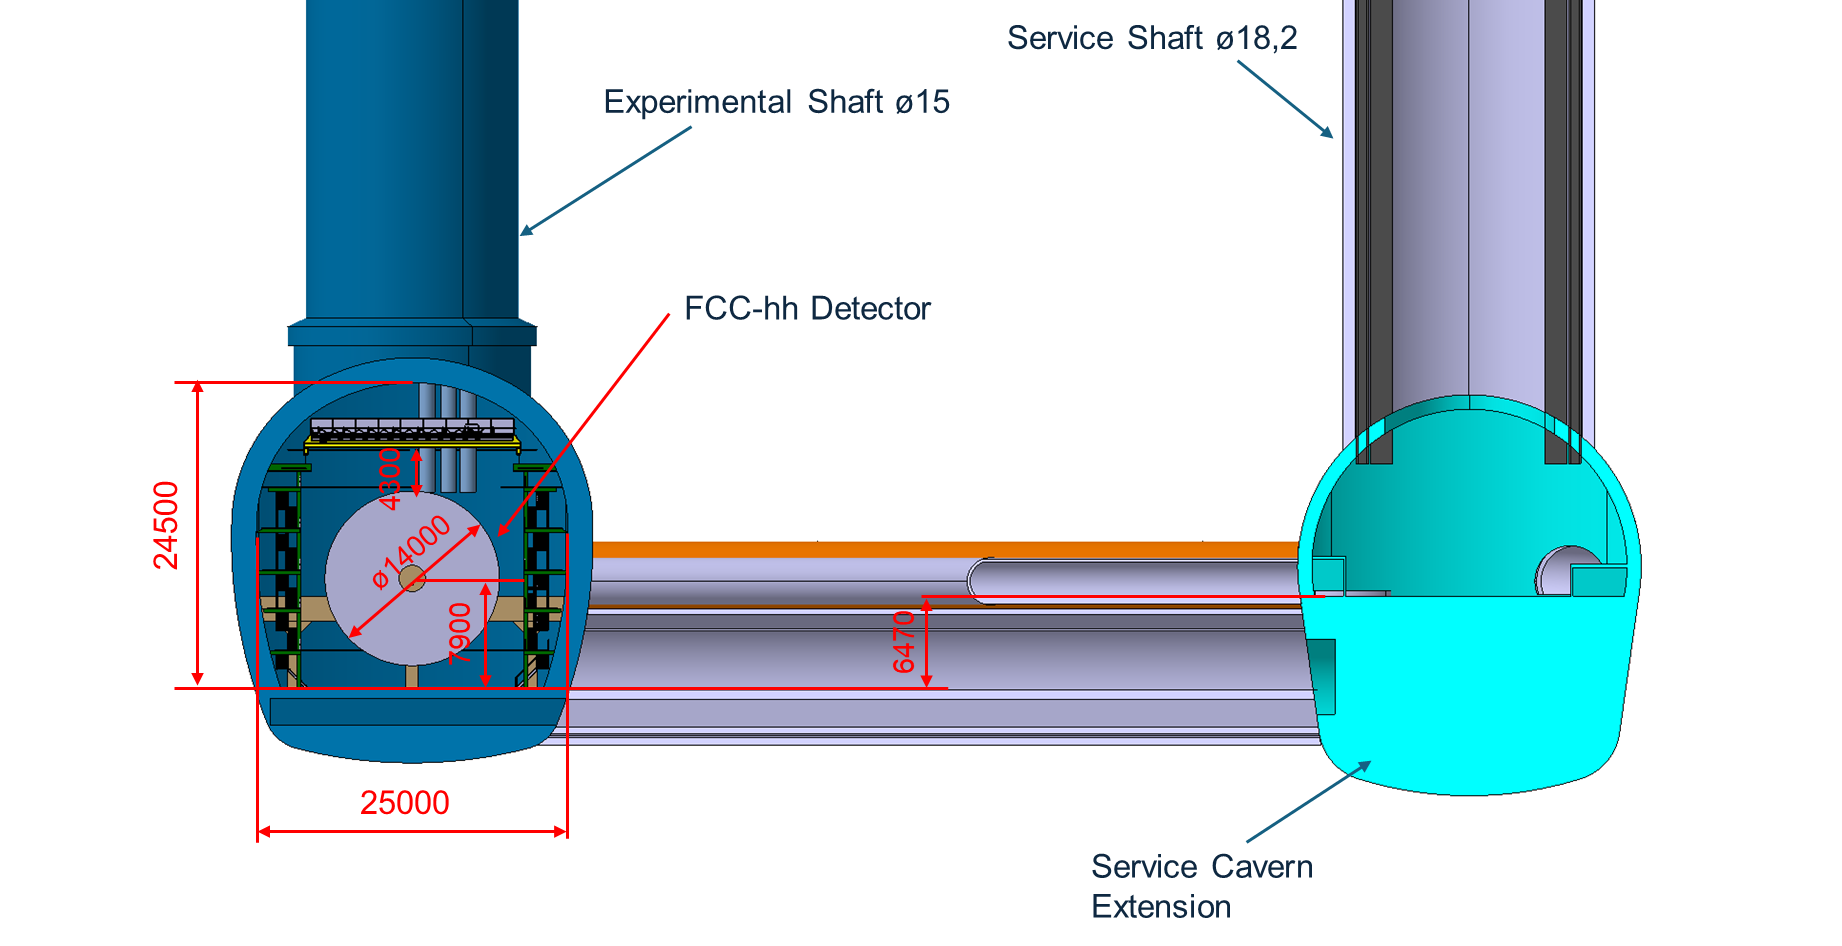 Service Shaft ø18,2
Experimental Shaft ø15
FCC-hh Detector
24500
4300
ø14000
7900
6470
25000
Service Cavern
Extension